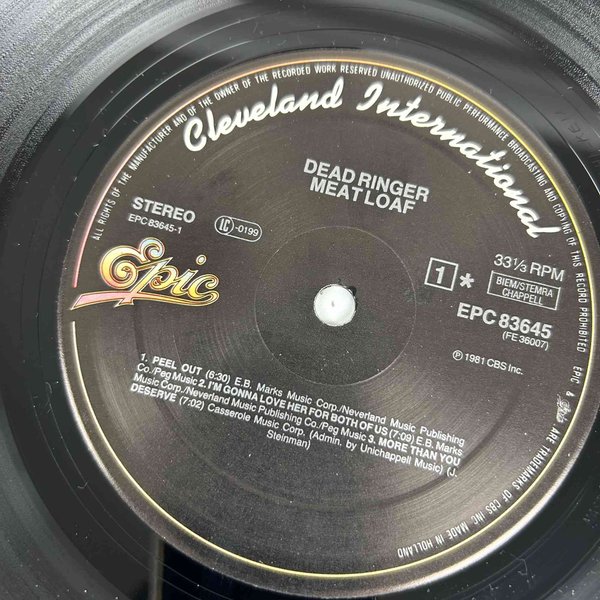 ALL RIGHTS OF THE MANUFACTURER AND OF THE OWNER OF THE RECORDED WORK RESERVED UNAUTHORIZED PUBLIC PERFORMANCE BROADCASTING AND COPYING OF THIS RECORD PROHIBITED EPIC & Epic ARE TRADEMARKS OF CBS INC. MADE IN HOLLAND
Cleveland International
DEAD RINGER
MEAT LOAF
STEREO
EPC 83645-1
LC-0199
33 1/3 RPM
1 *
BIEM/STEMRA
CHAPPELL
Epic
EPC 83645
(FE 36007)
℗ 1981 CBS Inc.
1. PEEL OUT (6:30) E.B. Marks Music Corp./Neverland Music Publishing
Co./Peg Music 2. I'M GONNA LOVE HER FOR BOTH OF US (7:09) E.B. Marks
Music Corp./Neverland Music Publishing Co./Peg Music 3. MORE THAN YOU
DESERVE (7:02) Casserole Music Corp. (Admin. by Unichappell Music) (J.
Steinman)